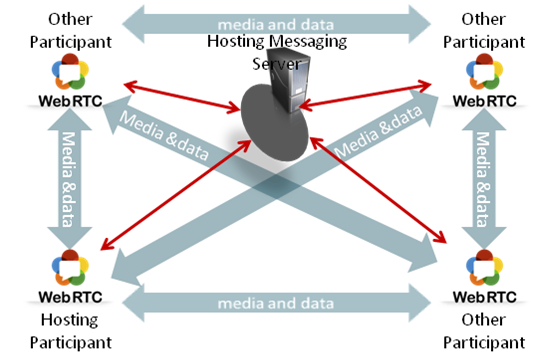 Other
Participant
media and data
Other
Participant
Hosting Messaging
Server
WebRTC
WebRTC
Media &data
Media &data
Media &data
Media &data
WebRTC
Hosting
Participant
media and data
WebRTC
Other
Participant